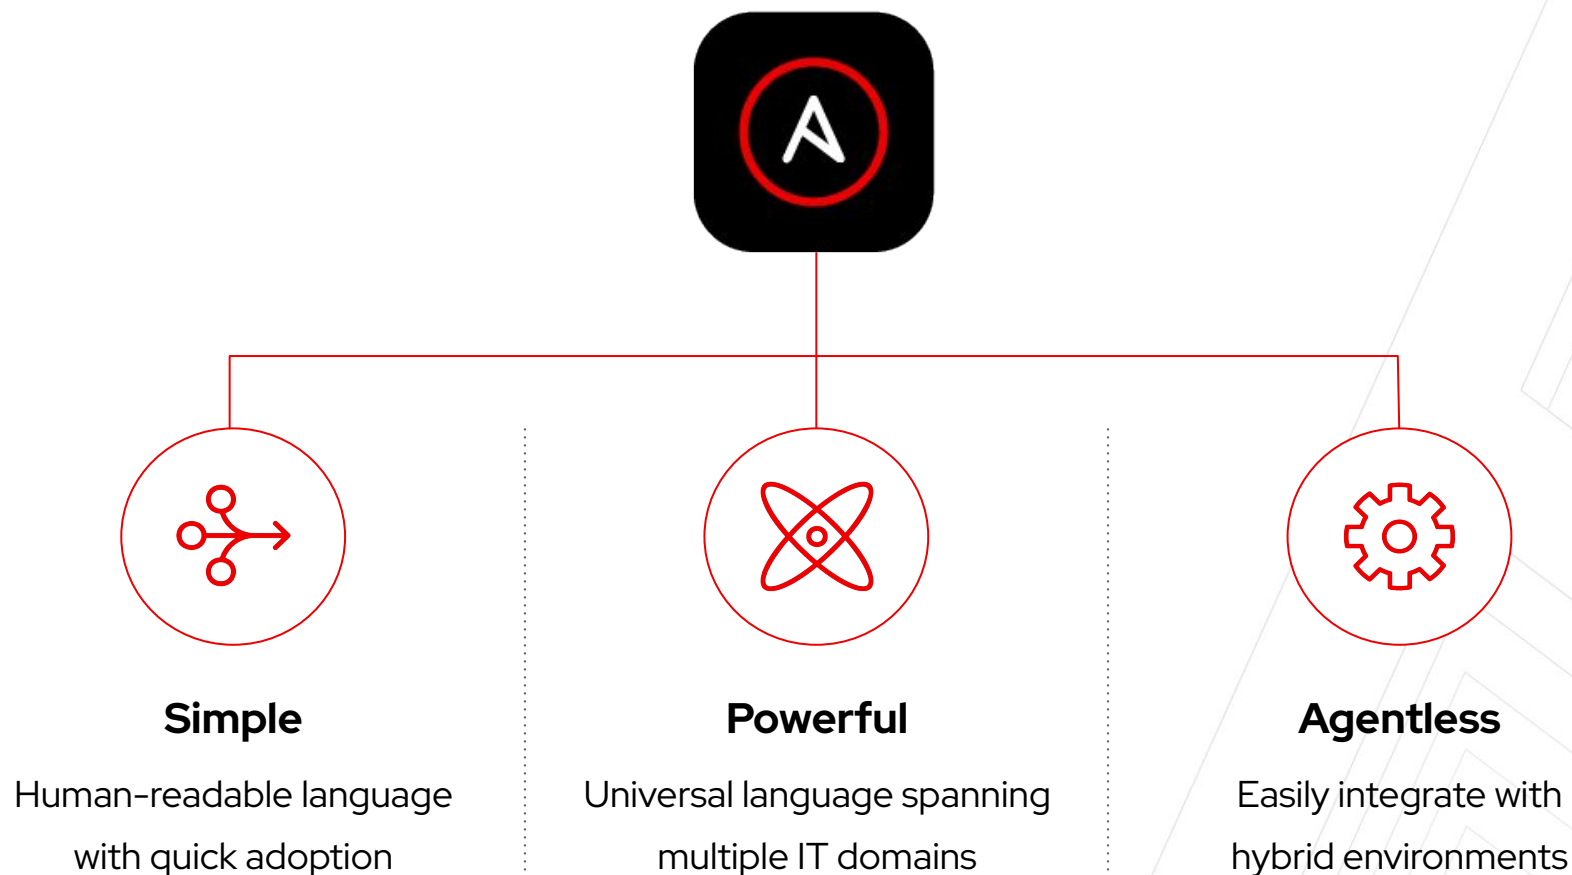 Simple
Human-readable language
with quick adoption
Powerful
Universal language spanning
multiple IT domains
Agentless
Easily integrate with
hybrid environments